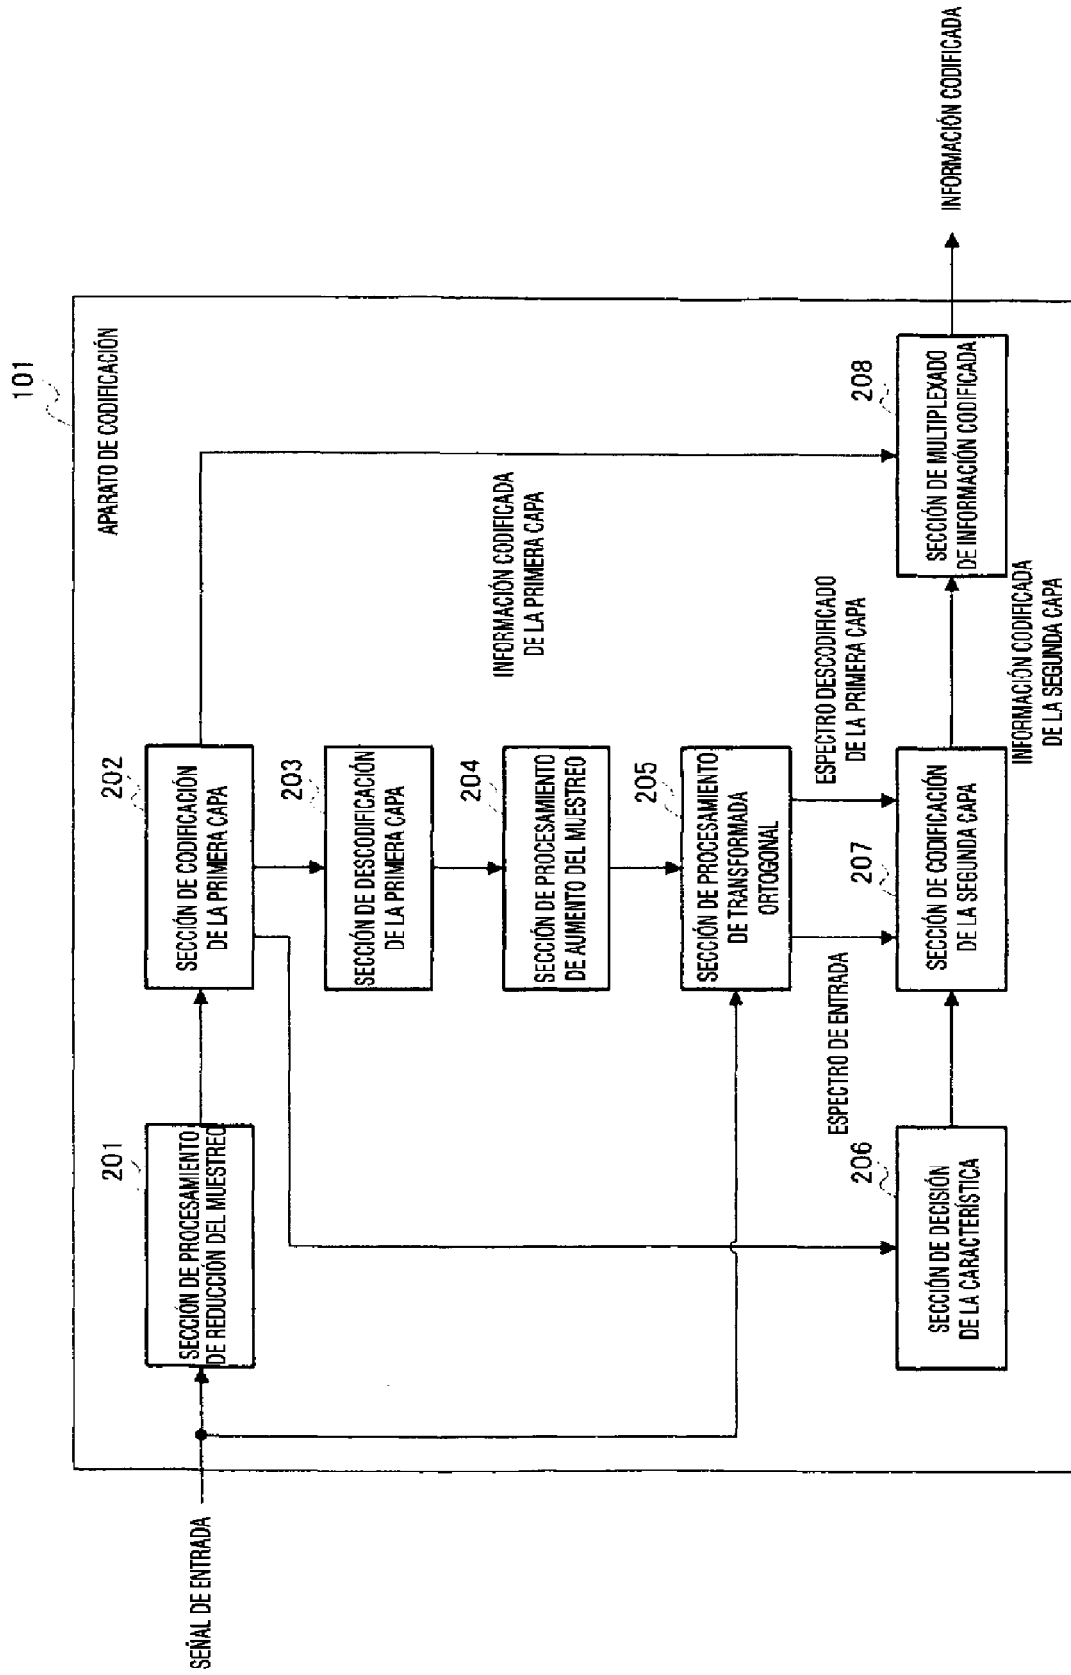 101
APARATO DE CODIFICACIÓN
SEÑAL DE ENTRADA
201
SECCIÓN DE PROCESAMIENTO
DE REDUCCIÓN DEL MUESTREO
202
SECCIÓN DE CODIFICACIÓN
DE LA PRIMERA CAPA
203
SECCIÓN DE DESCODIFICACIÓN
DE LA PRIMERA CAPA
INFORMACIÓN CODIFICADA
DE LA PRIMERA CAPA
204
SECCIÓN DE PROCESAMIENTO
DE AUMENTO DEL MUESTREO
205
SECCIÓN DE PROCESAMIENTO
DE TRANSFORMADA
ORTOGONAL
ESPECTRO DE ENTRADA
ESPECTRO DESCODIFICADO
DE LA PRIMERA CAPA
206
SECCIÓN DE DECISIÓN
DE LA CARACTERÍSTICA
207
SECCIÓN DE CODIFICACIÓN
DE LA SEGUNDA CAPA
INFORMACIÓN CODIFICADA
DE LA SEGUNDA CAPA
208
SECCIÓN DE MULTIPLEXADO
DE INFORMACIÓN CODIFICADA
INFORMACIÓN CODIFICADA